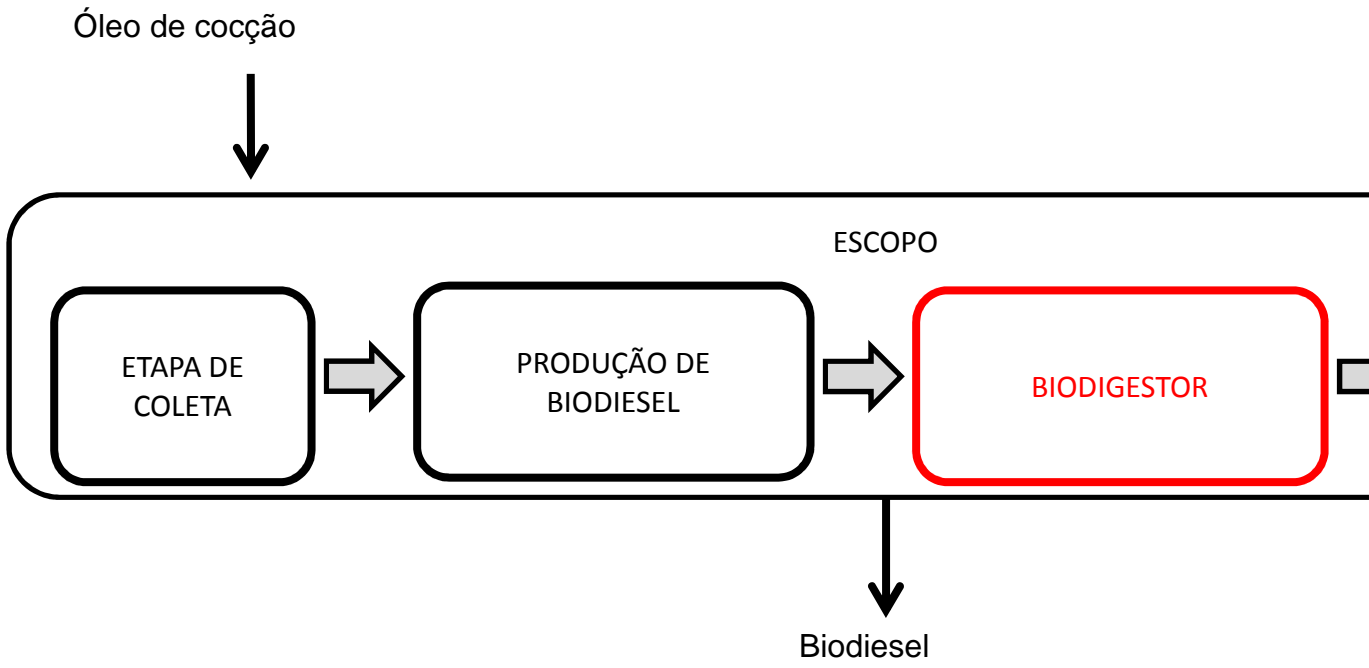 Óleo de cocção
ESCOPO
ETAPA DE
COLETA
PRODUÇÃO DE
BIODIESEL
BIODIGESTOR
Biodiesel